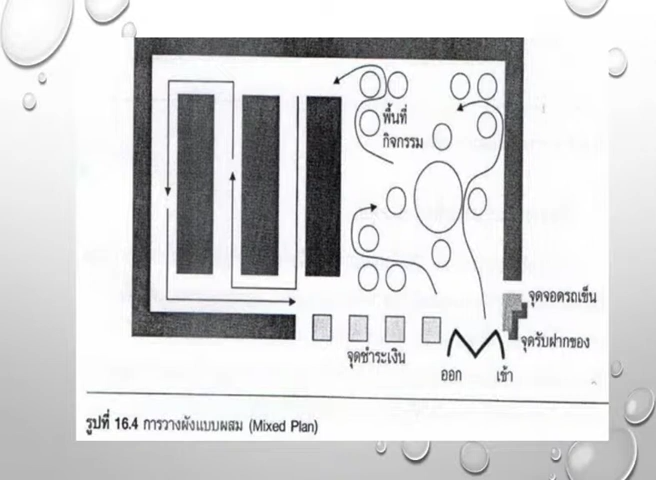 พื้นที่
กิจกรรม
จุดจอดรถเข็น
จุดรับฝากของ
จุดชำระเงิน
ออก
เข้า
รูปที่ 16.4 การวางผังแบบผสม (Mixed Plan)